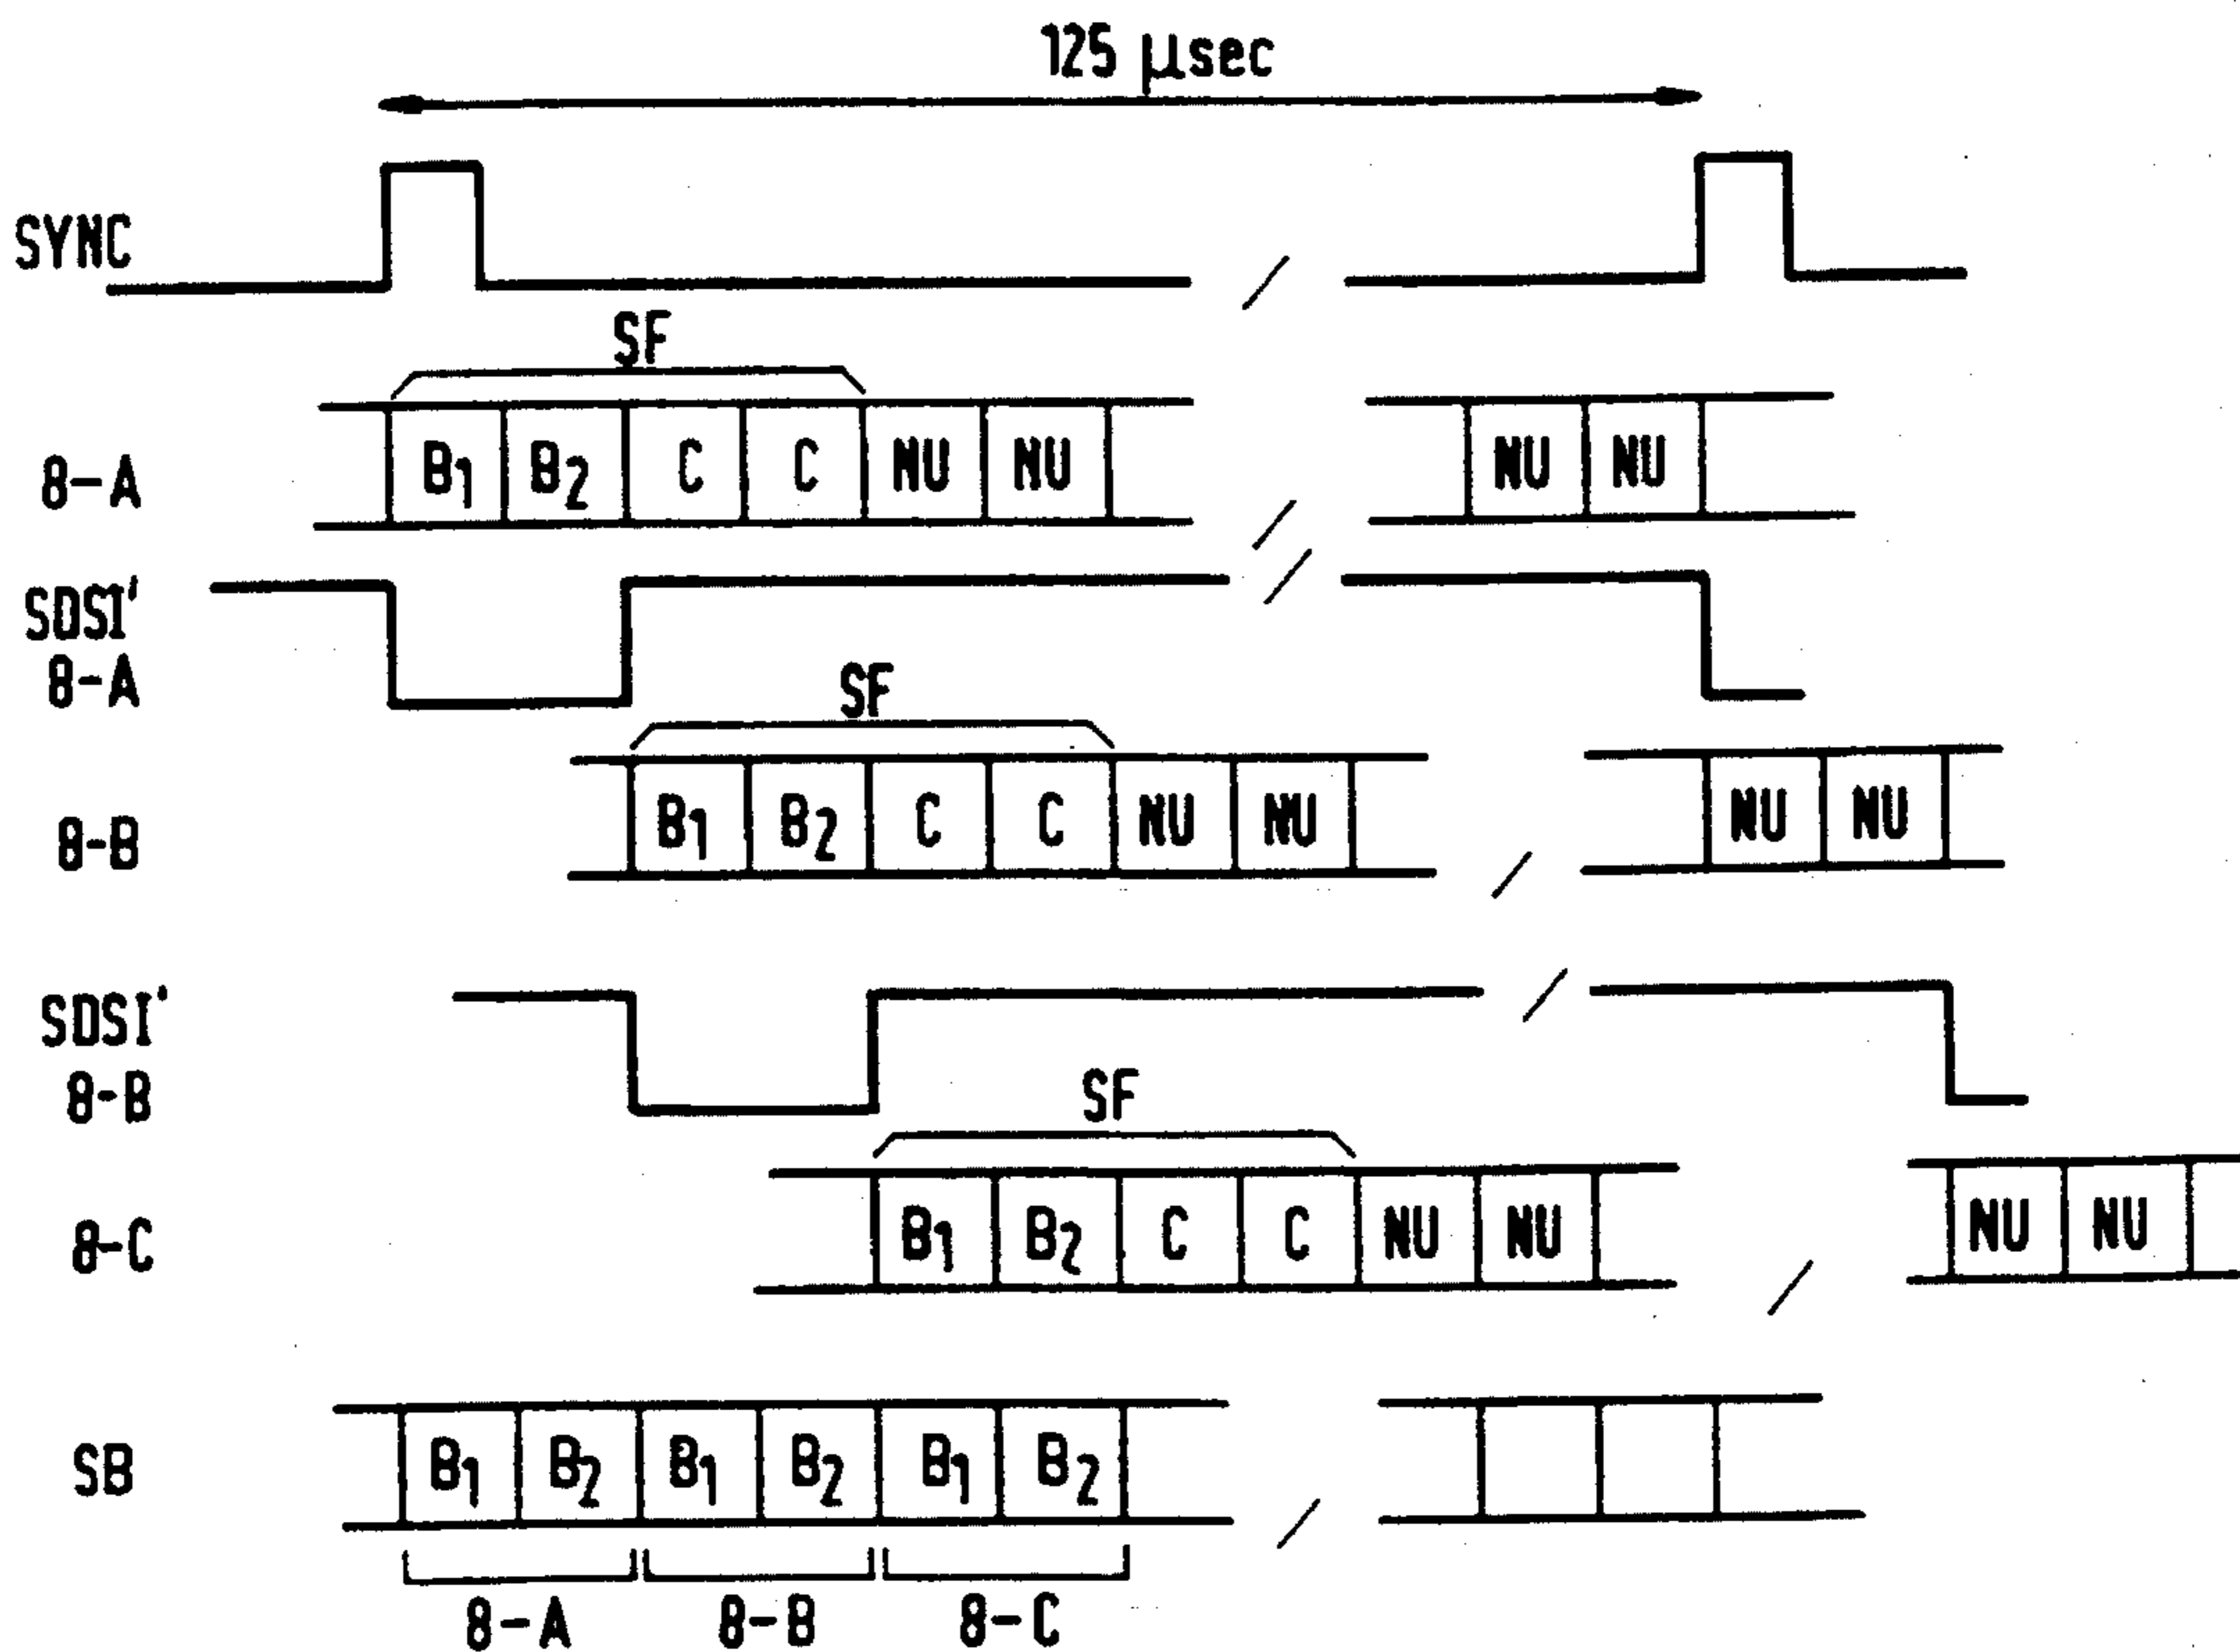 125 µsec
SYNC
SF
8-A B1 B2 C C NU NU NU NU
SDSI'
8-A
SF
8-B B1 B2 C C NU NU NU NU
SDSI'
8-B
SF
8-C B1 B2 C C NU NU NU NU
SB B1 B2 B1 B2 B1 B2
8-A 8-B 8-C